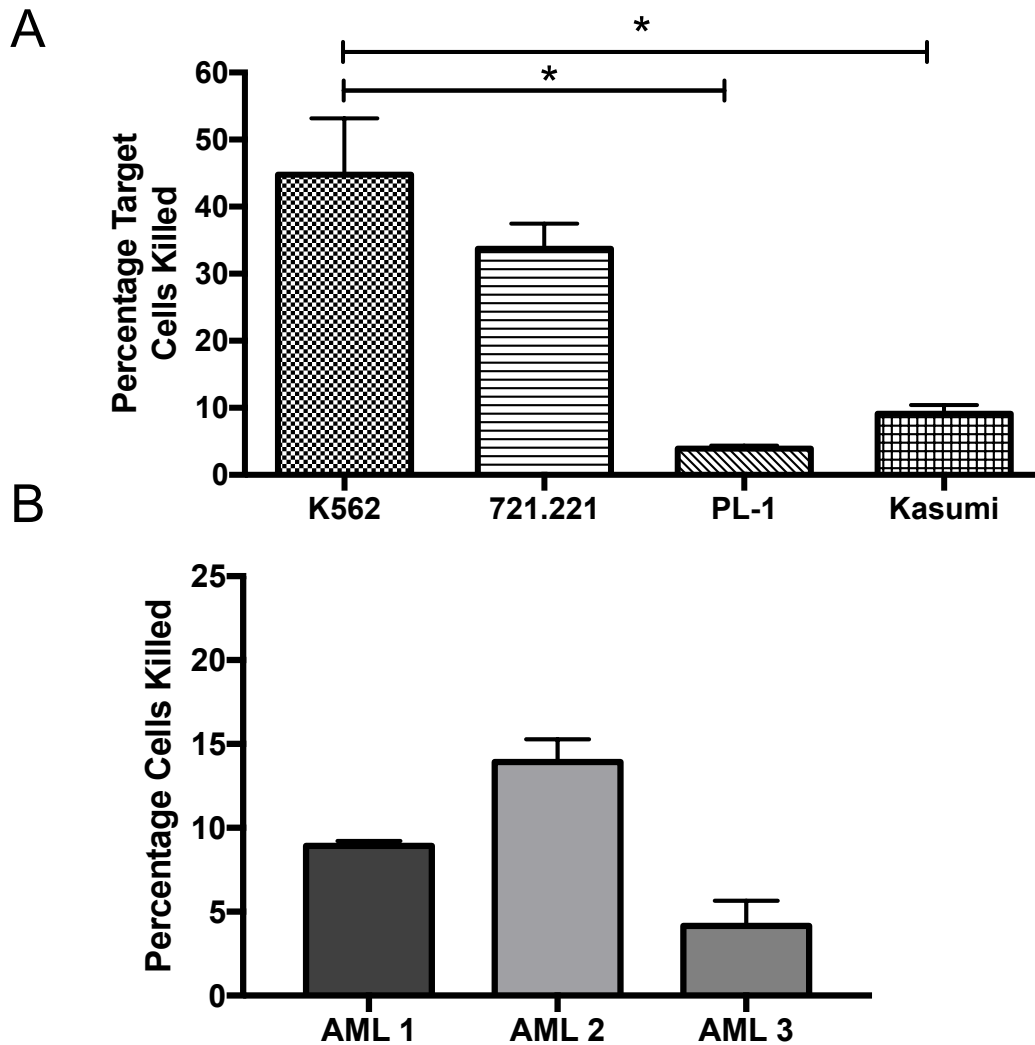 A
*
*
60
50
40
30
20
10
0
Percentage Target
Cells Killed
K562 721.221 PL-1 Kasumi
B
25
20
15
10
5
0
Percentage Cells Killed
AML 1 AML 2 AML 3